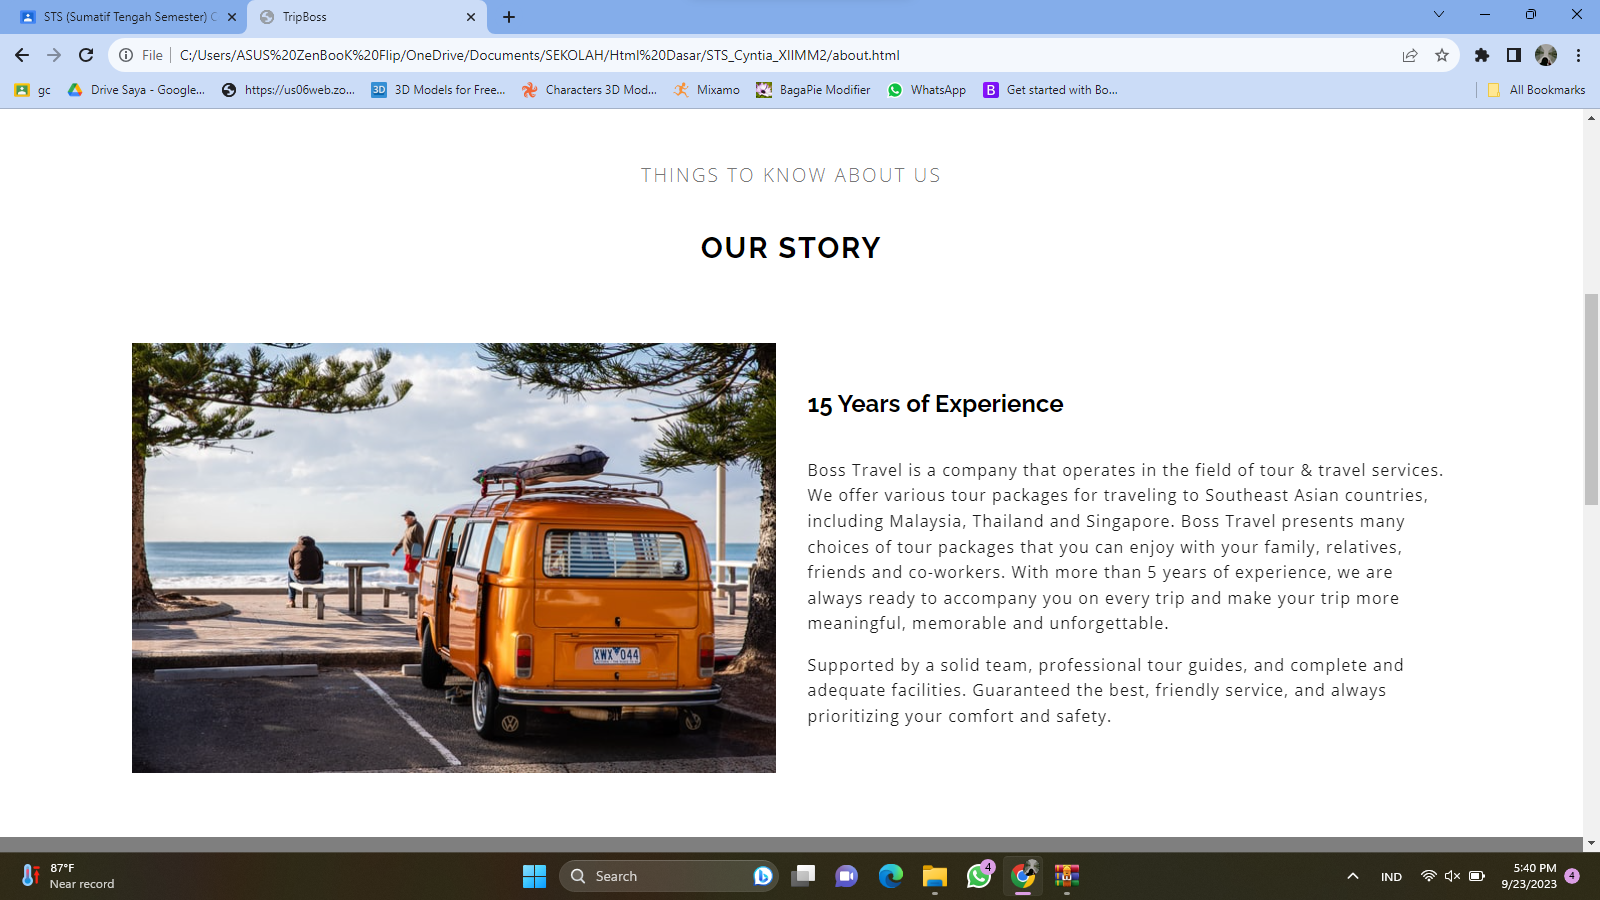 STS (Sumatif Tengah Semester) C
TripBoss
File
C:/Users/ASUS%20ZenBooK%20Flip/OneDrive/Documents/SEKOLAH/Html%20Dasar/STS_Cyntia_XIIMM2/about.html
gc
Drive Saya - Google...
https://us06web.zo...
3D
3D Models for Free...
Characters 3D Mod...
Mixamo
BagaPie Modifier
WhatsApp
B
Get started with Bo...
All Bookmarks
THINGS TO KNOW ABOUT US
OUR STORY
XWX 044
15 Years of Experience
Boss Travel is a company that operates in the field of tour & travel services.
We offer various tour packages for traveling to Southeast Asian countries,
including Malaysia, Thailand and Singapore. Boss Travel presents many
choices of tour packages that you can enjoy with your family, relatives,
friends and co-workers. With more than 5 years of experience, we are
always ready to accompany you on every trip and make your trip more
meaningful, memorable and unforgettable.
Supported by a solid team, professional tour guides, and complete and
adequate facilities. Guaranteed the best, friendly service, and always
prioritizing your comfort and safety.
87°F
Near record
Search
4
IND
5:40 PM
9/23/2023
4